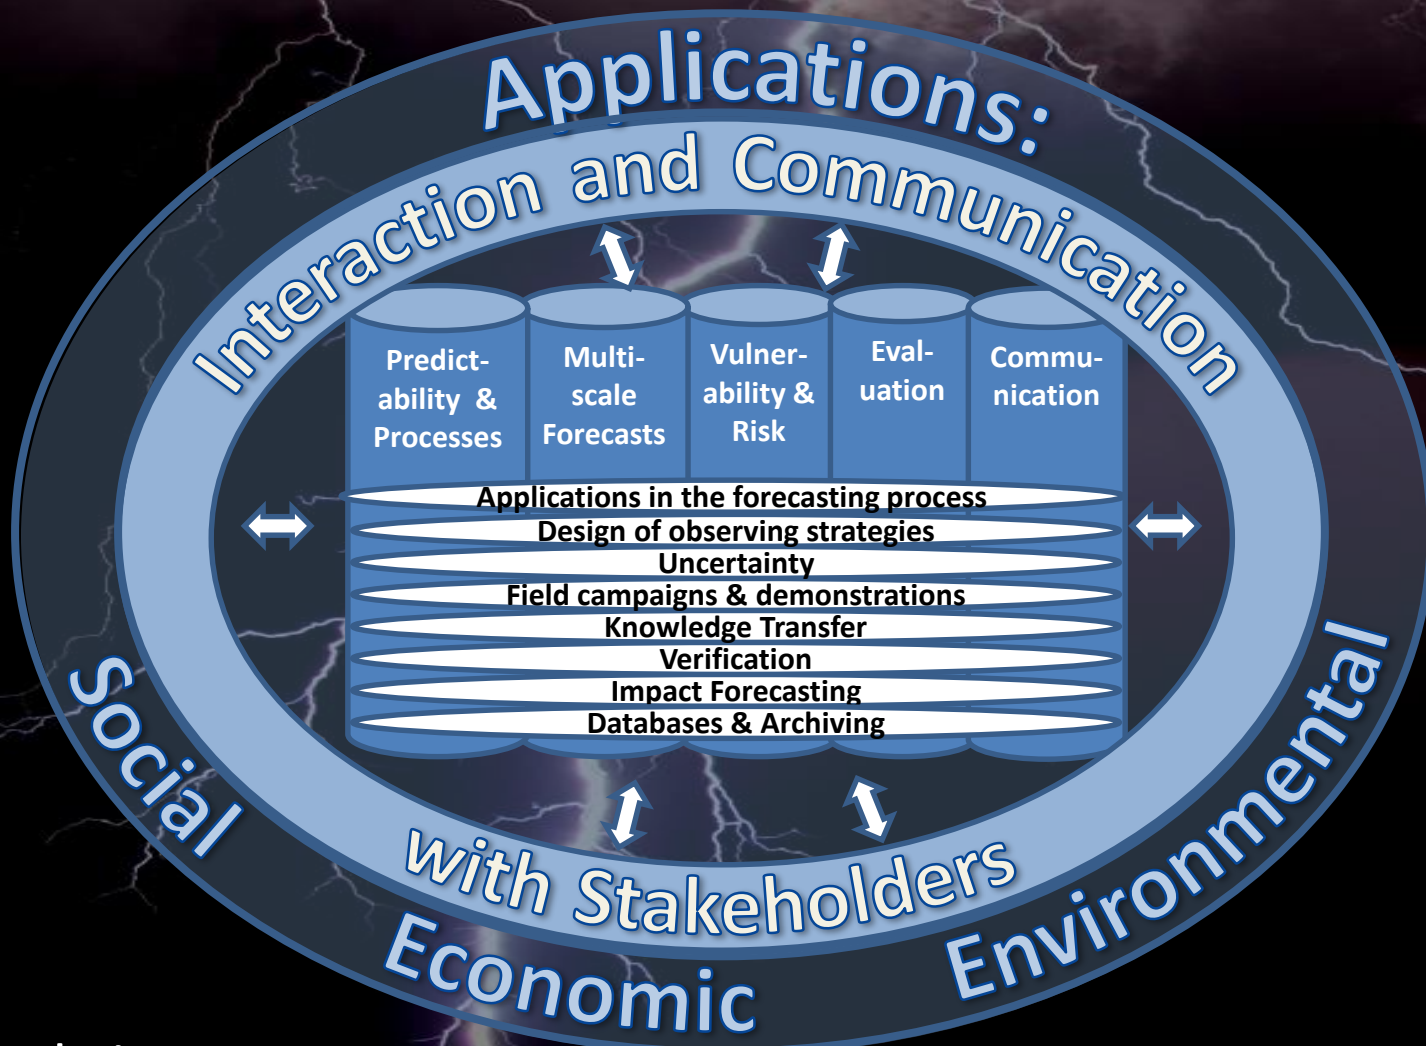 Applications:
Interaction and Communication
Predict-
ability &
Processes
Multi-
scale
Forecasts
Vulner-
ability &
Risk
Eval-
uation
Commu-
nication
Applications in the forecasting process
Design of observing strategies
Uncertainty
Field campaigns & demonstrations
Knowledge Transfer
Verification
Impact Forecasting
Databases & Archiving
with Stakeholders
Social
Economic
Environmental